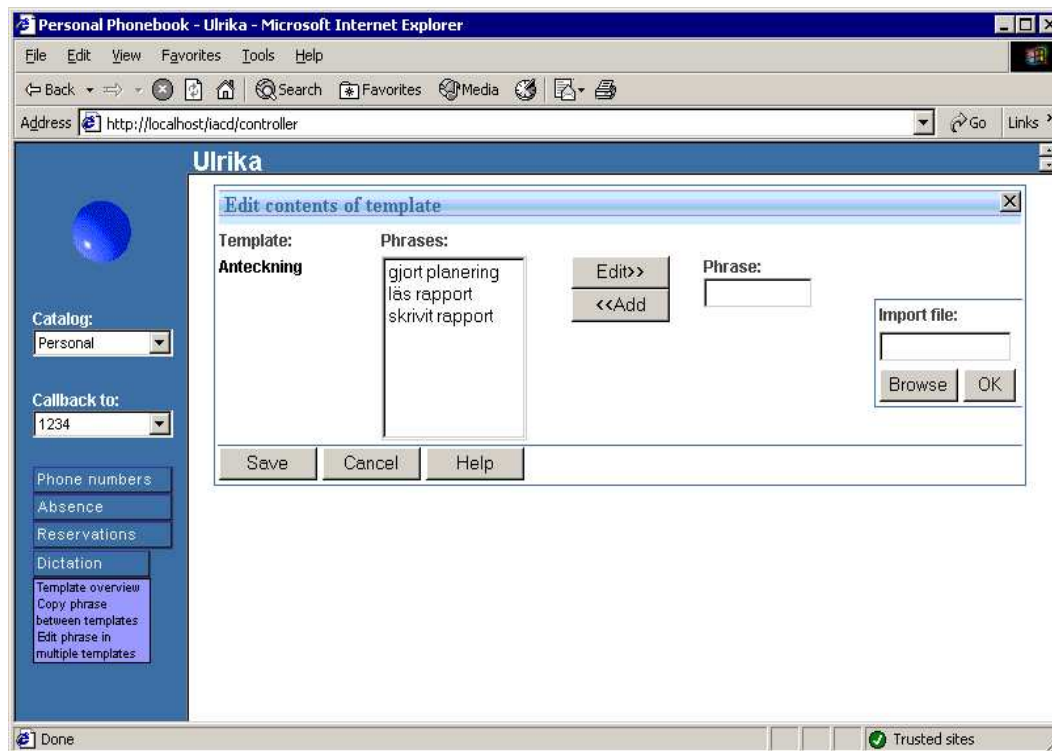 Personal Phonebook - Ulrika - Microsoft Internet Explorer
File Edit View Favorites Tools Help
Back Search Favorites Media
Address http://localhost/iacd/controller Go Links
Ulrika
Edit contents of template
Template: Phrases:
Anteckning
gjort planering
läs rapport
skrivit rapport
Edit>>
<<Add
Phrase:
Import file:
Browse OK
Save Cancel Help
Catalog:
Personal
Callback to:
1234
Phone numbers
Absence
Reservations
Dictation
Template overview
Copy phrase
between templates
Edit phrase in
multiple templates
Done Trusted sites